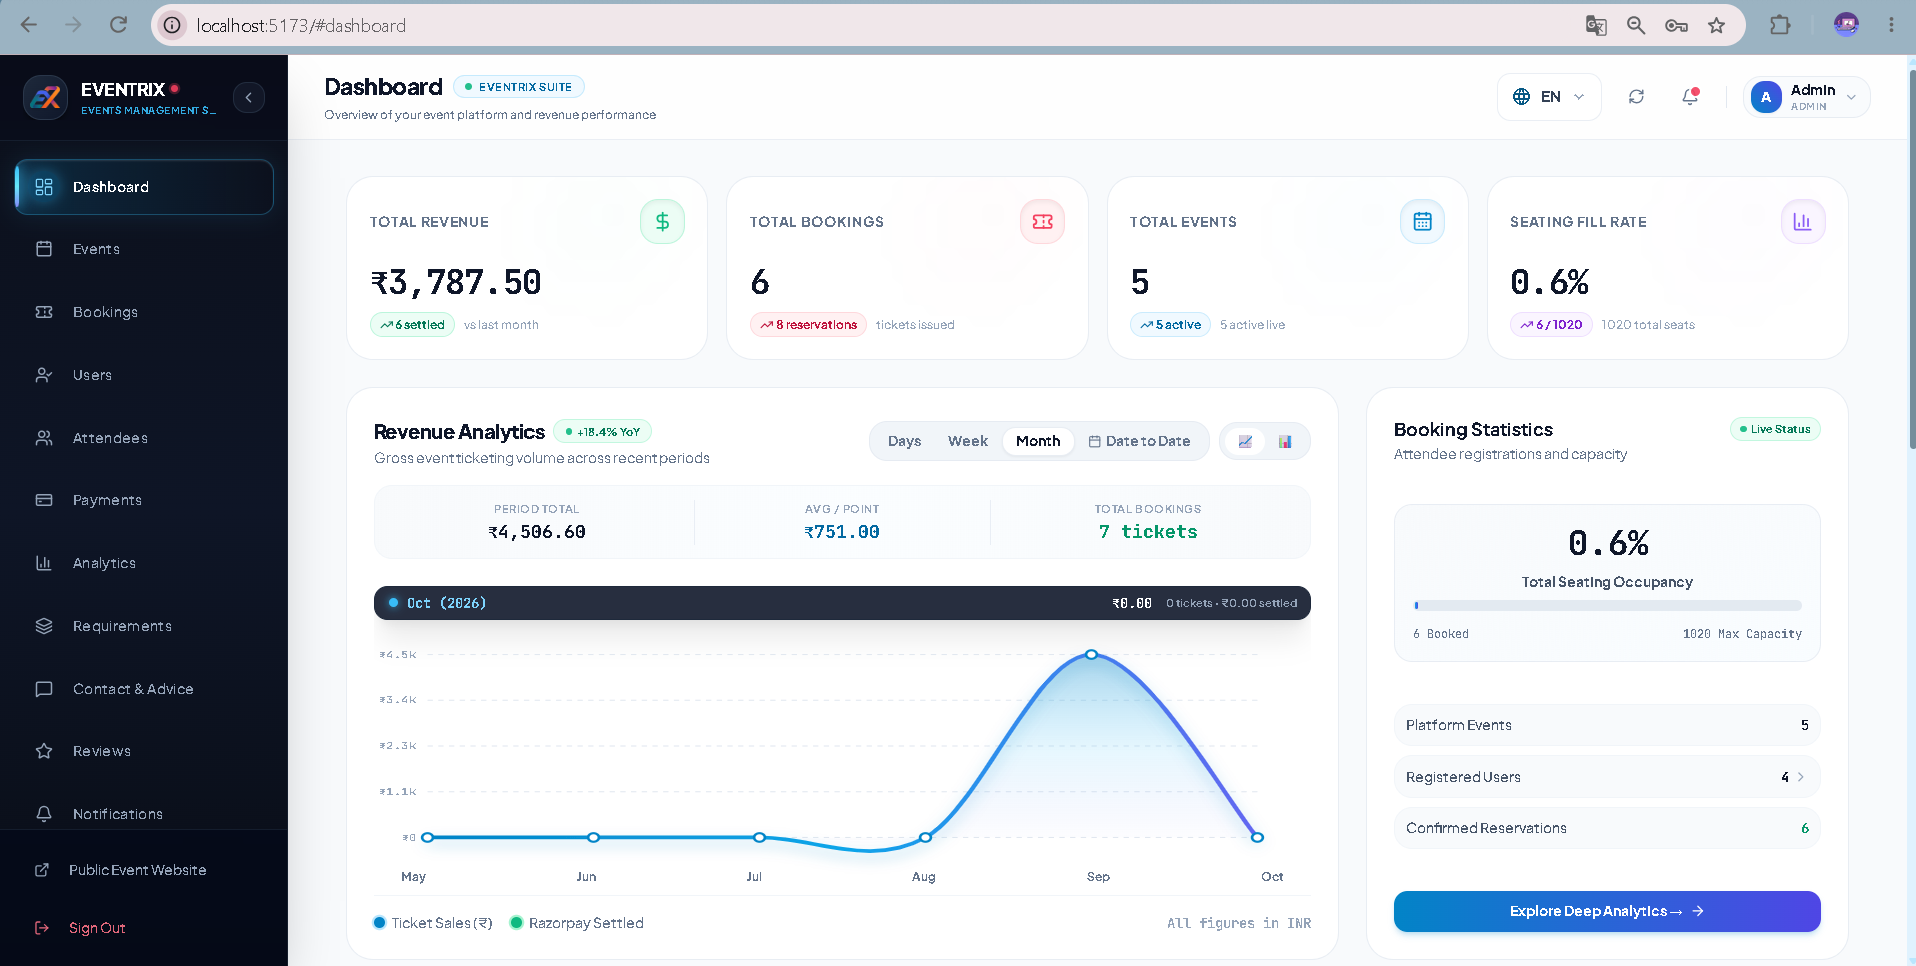 localhost:5173/#dashboard
EVENTRIX
EVENTS MANAGEMENT S...
Dashboard
Events
Bookings
Users
Attendees
Payments
Analytics
Requirements
Contact & Advice
Reviews
Notifications
Public Event Website
Sign Out
Dashboard
EVENTRIX SUITE
Overview of your event platform and revenue performance
EN
A
Admin
ADMIN
TOTAL REVENUE
₹3,787.50
6 settled vs last month
TOTAL BOOKINGS
6
8 reservations tickets issued
TOTAL EVENTS
5
5 active 5 active live
SEATING FILL RATE
0.6%
6 / 1020 1020 total seats
Revenue Analytics
+18.4% YoY
Gross event ticketing volume across recent periods
Days Week Month Date to Date
PERIOD TOTAL
₹4,506.60
AVG / POINT
₹751.00
TOTAL BOOKINGS
7 tickets
Oct (2026) ₹0.00 0 tickets · ₹0.00 settled
₹4.5k
₹3.4k
₹2.3k
₹1.1k
₹0
May Jun Jul Aug Sep Oct
Ticket Sales (₹) Razorpay Settled All figures in INR
Booking Statistics
Live Status
Attendee registrations and capacity
0.6%
Total Seating Occupancy
6 Booked 1020 Max Capacity
Platform Events 5
Registered Users 4
Confirmed Reservations 6
Explore Deep Analytics → →